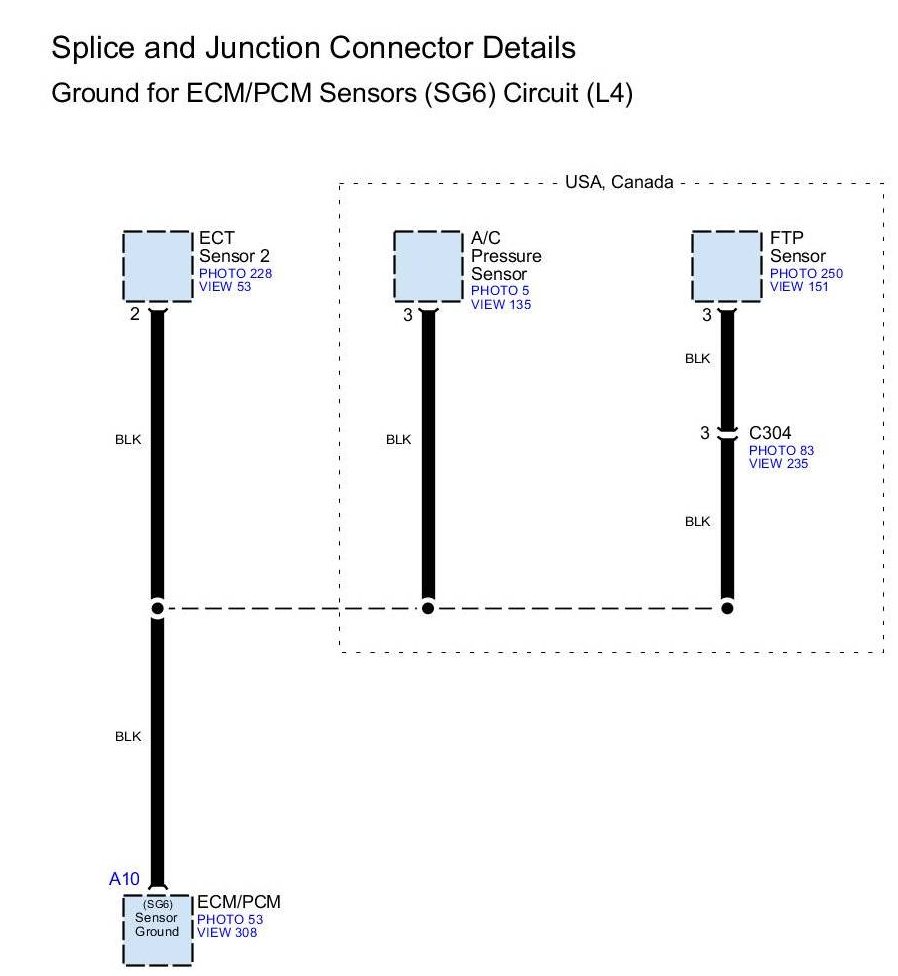 Splice and Junction Connector Details
Ground for ECM/PCM Sensors (SG6) Circuit (L4)
USA, Canada
ECT
Sensor 2
PHOTO 228
VIEW 53
2
A/C
Pressure
Sensor
PHOTO 5
VIEW 135
3
FTP
Sensor
PHOTO 250
VIEW 151
3
BLK
3
C304
PHOTO 83
VIEW 235
BLK
BLK
BLK
BLK
A10
(SG6)
Sensor
Ground
ECM/PCM
PHOTO 53
VIEW 308